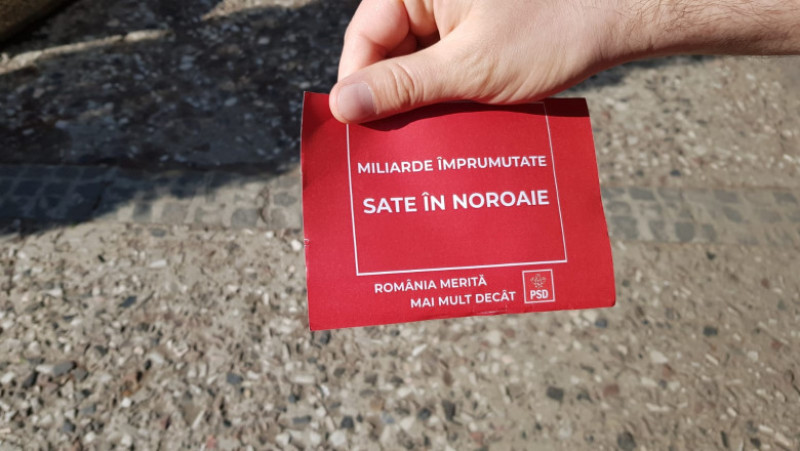 MILIARDE ÎMPRUMUTATE
SATE ÎN NOROAIE
ROMÂNIA MERITĂ
MAI MULT DECÂT
PSD